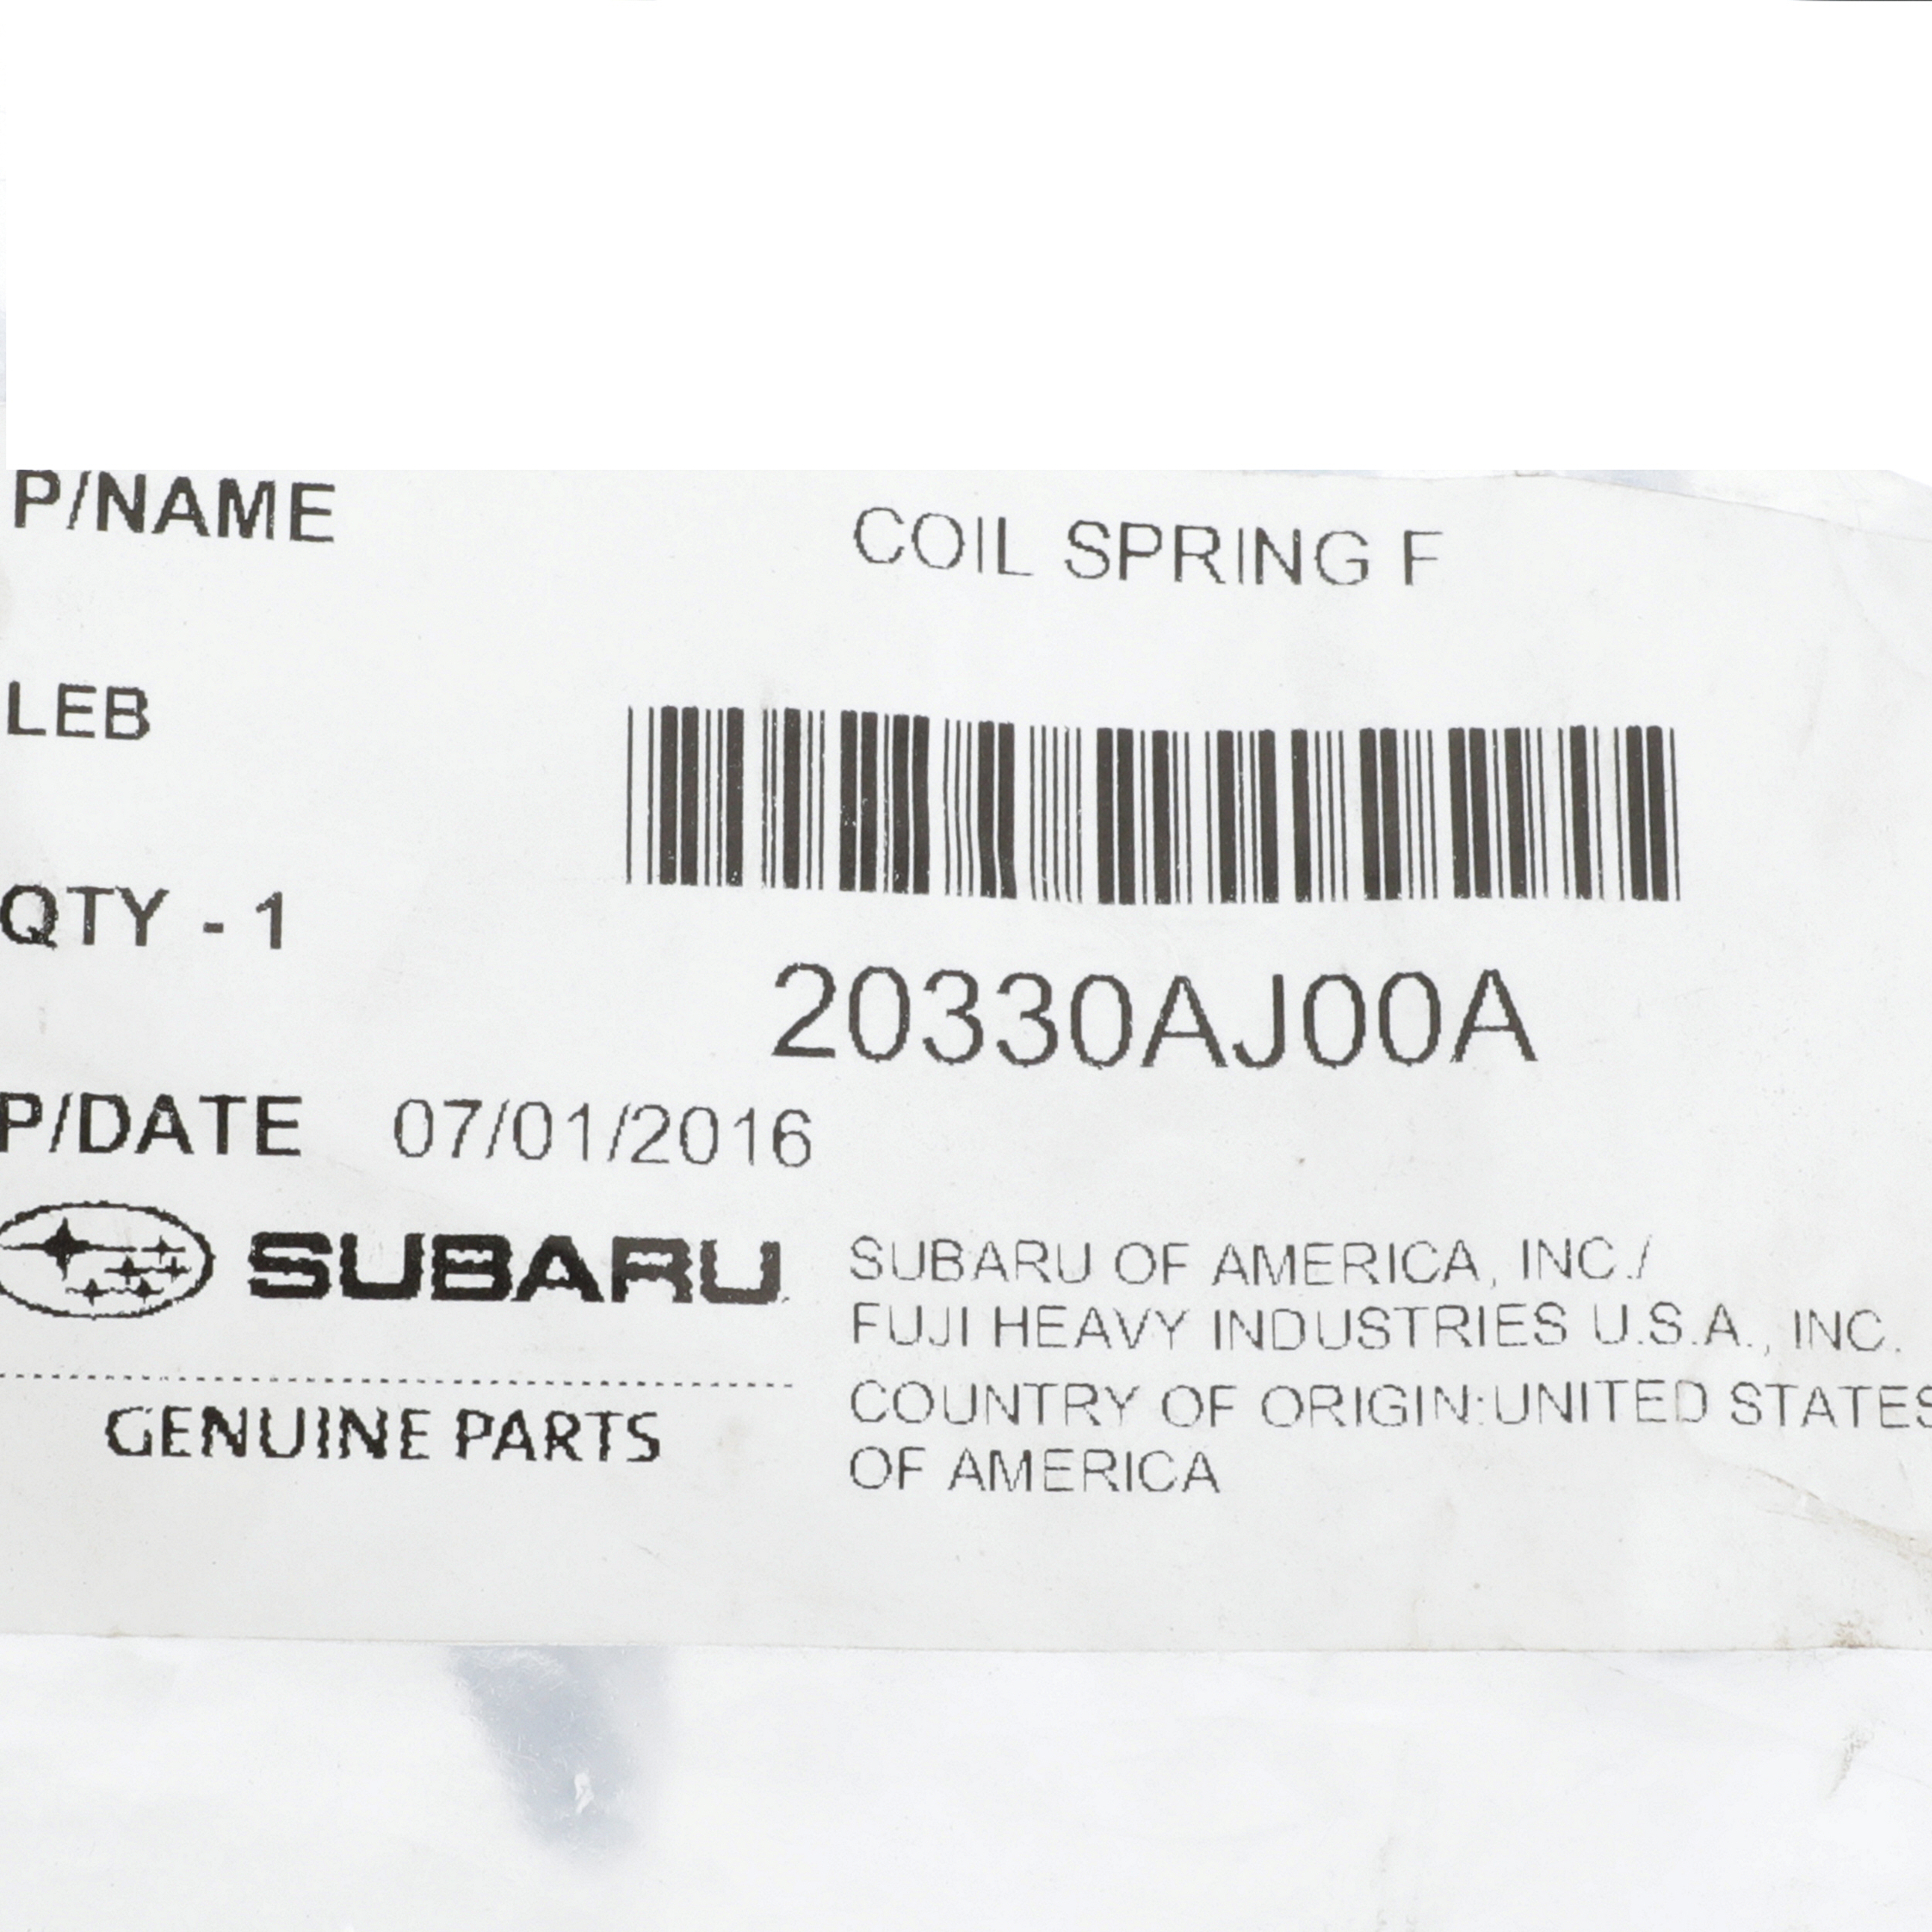 P/NAME COIL SPRING F
LEB
QTY - 1
20330AJ00A
P/DATE 07/01/2016
SUBARU
GENUINE PARTS
SUBARU OF AMERICA, INC./
FUJI HEAVY INDUSTRIES U.S.A., INC.
COUNTRY OF ORIGIN:UNITED STATES
OF AMERICA